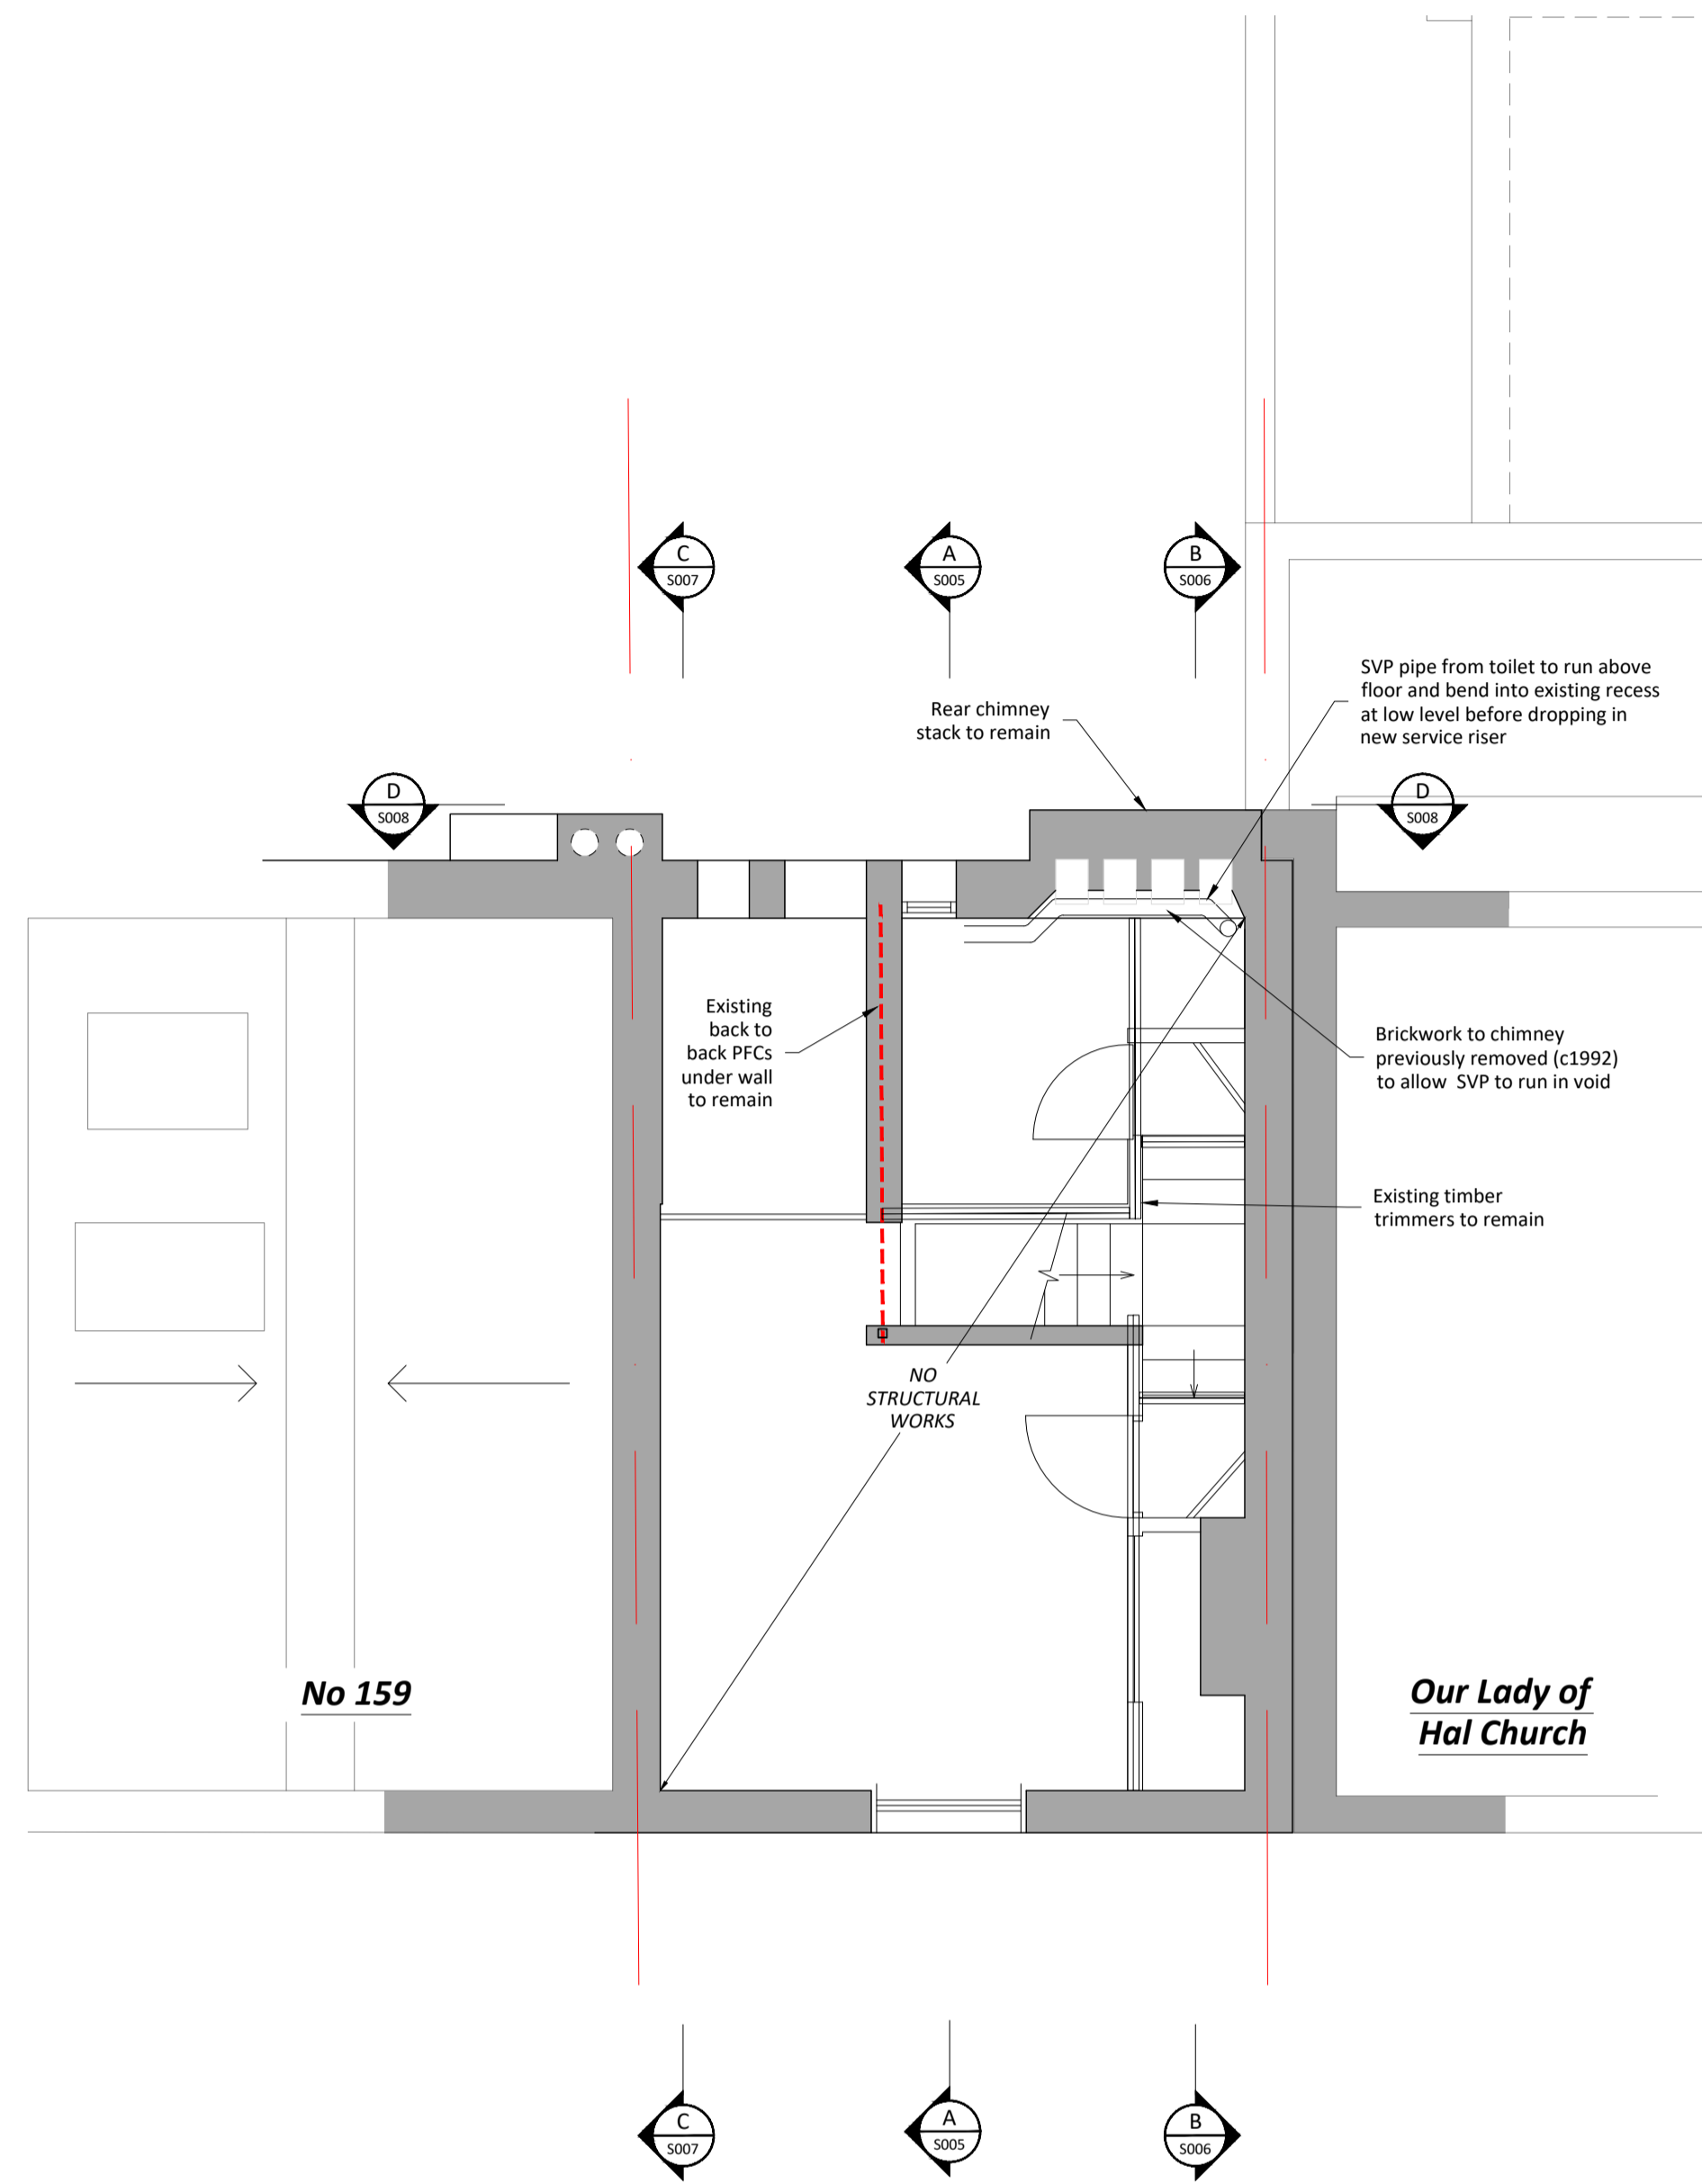 C
S007
A
S005
B
S006
SVP pipe from toilet to run above
floor and bend into existing recess
at low level before dropping in
new service riser
Rear chimney
stack to remain
D
S008
D
S008
Existing
back to
back PFCs
under wall
to remain
Brickwork to chimney
previously removed (c1992)
to allow SVP to run in void
Existing timber
trimmers to remain
NO
STRUCTURAL
WORKS
No 159
Our Lady of
Hal Church
C
S007
A
S005
B
S006